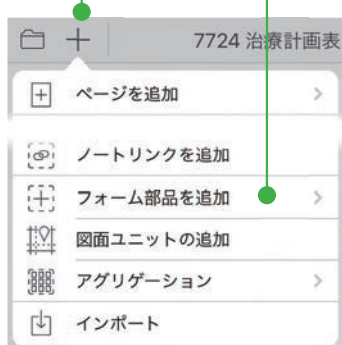 7724 治療計画表
ページを追加
ノートリンクを追加
フォーム部品を追加
図面ユニットの追加
アグリゲーション
インポート